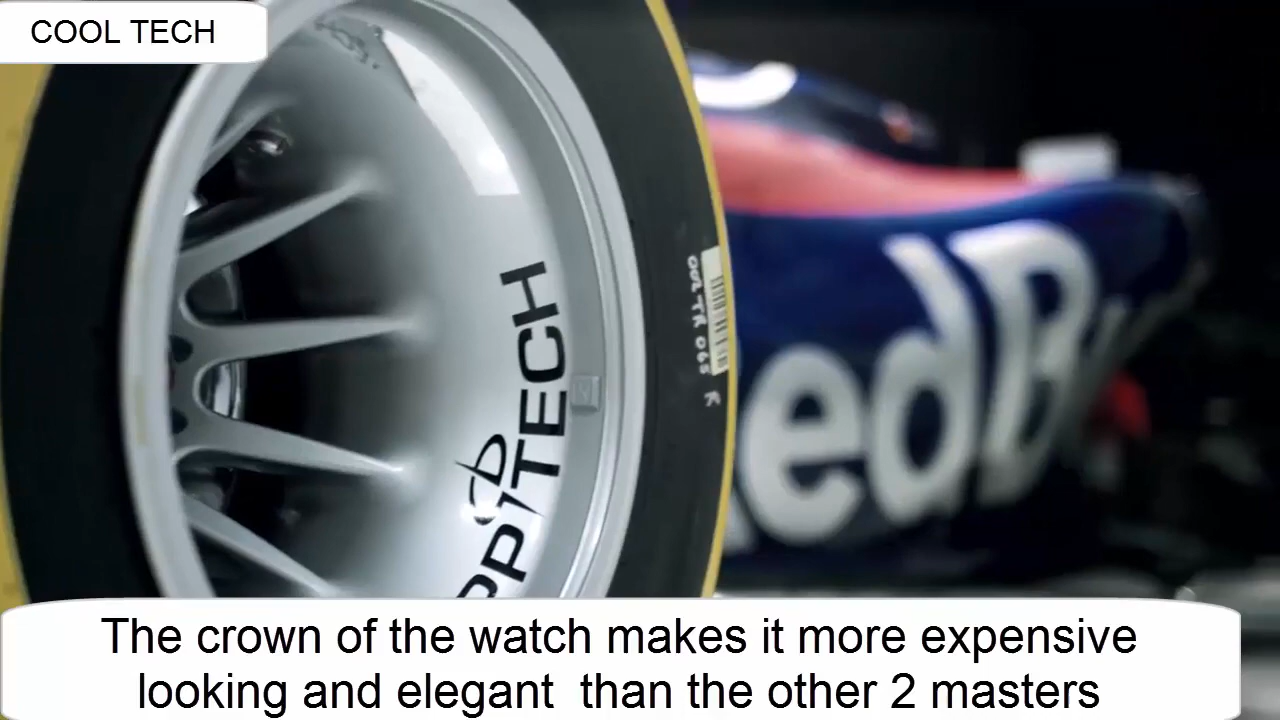 COOL TECH
TECH
edB
The crown of the watch makes it more expensive
looking and elegant  than the other 2 masters